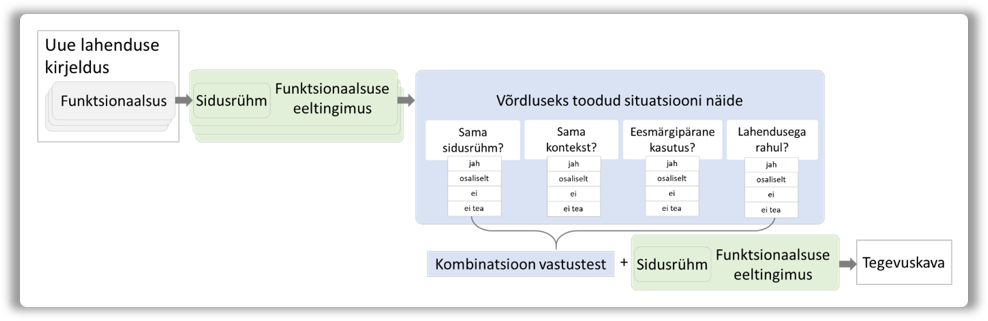 Uue lahenduse
kirjeldus
Funktsionaalsus
Sidusrühm
Funktsionaalsuse
eeltingimus
Võrdluseks toodud situatsiooni näide
Sama
sidusrühm?
jah
osaliselt
ei
ei tea
Sama
kontekst?
jah
osaliselt
ei
ei tea
Eesmärgipärane
kasutus?
jah
osaliselt
ei
ei tea
Lahendusega
rahul?
jah
osaliselt
ei
ei tea
Kombinatsioon vastustest
+
Sidusrühm
Funktsionaalsuse
eeltingimus
Tegevuskava